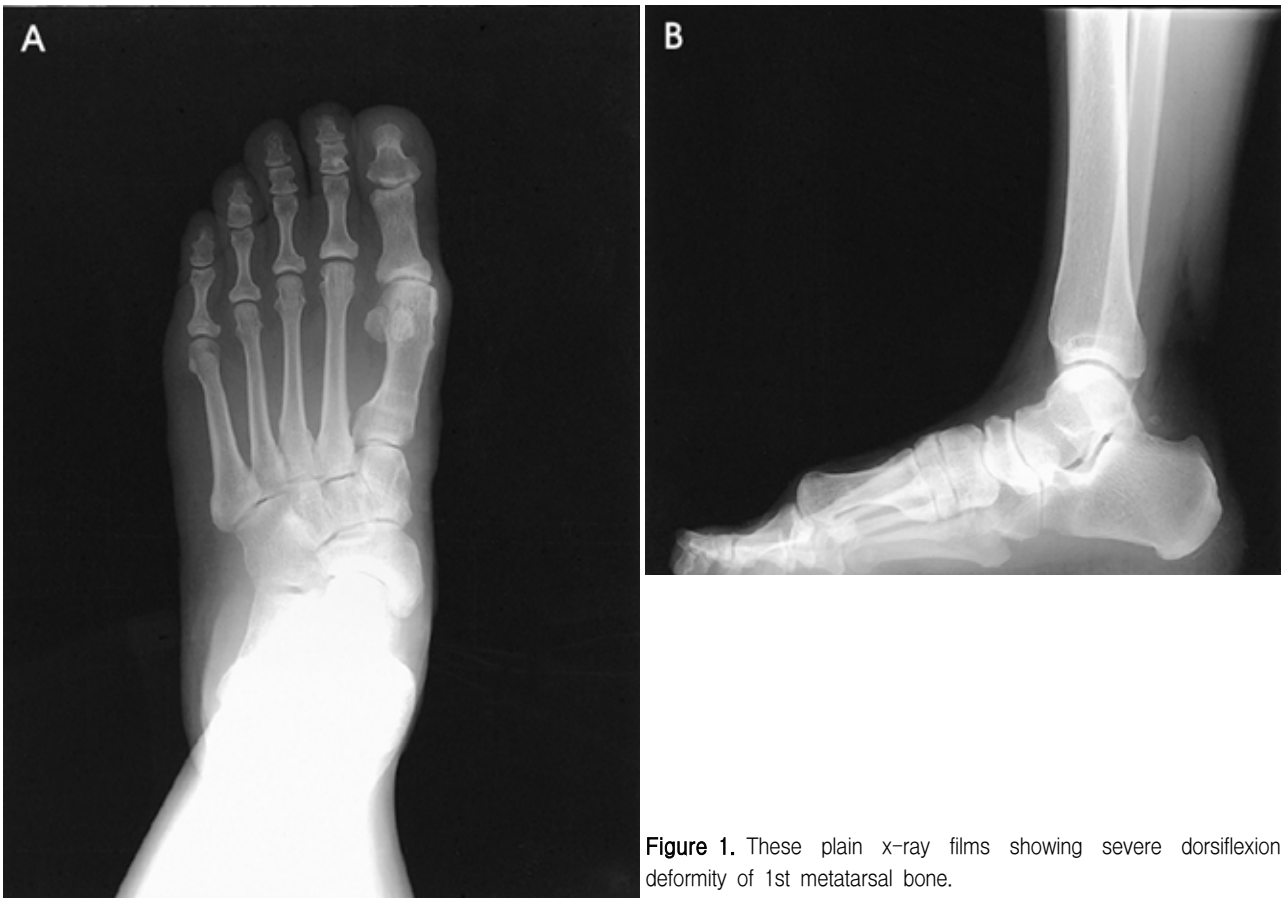 A
B
Figure 1. These plain x-ray films showing severe dorsiflexion
deformity of 1st metatarsal bone.